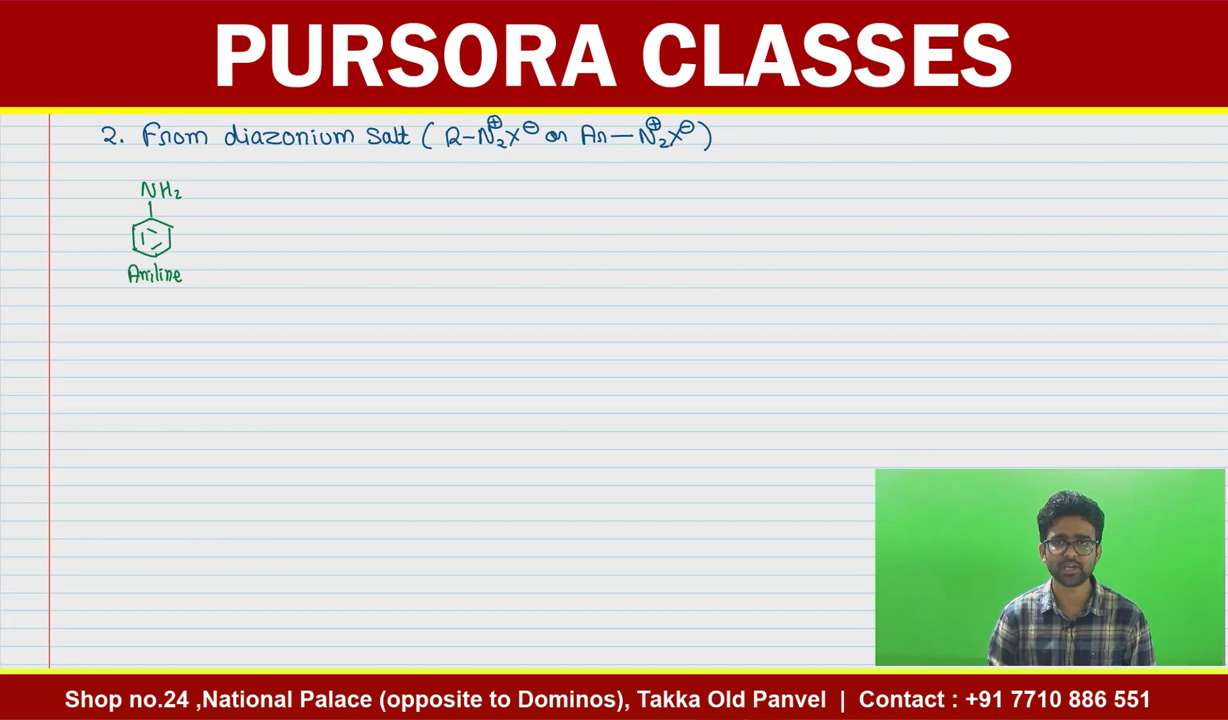 PURSORA CLASSES
2. From diazonium salt ( R-N₂⊕X⊖ or Ar—N₂⊕X⊖ )
NH₂
Aniline
Shop no.24 ,National Palace (opposite to Dominos), Takka Old Panvel | Contact : +91 7710 886 551